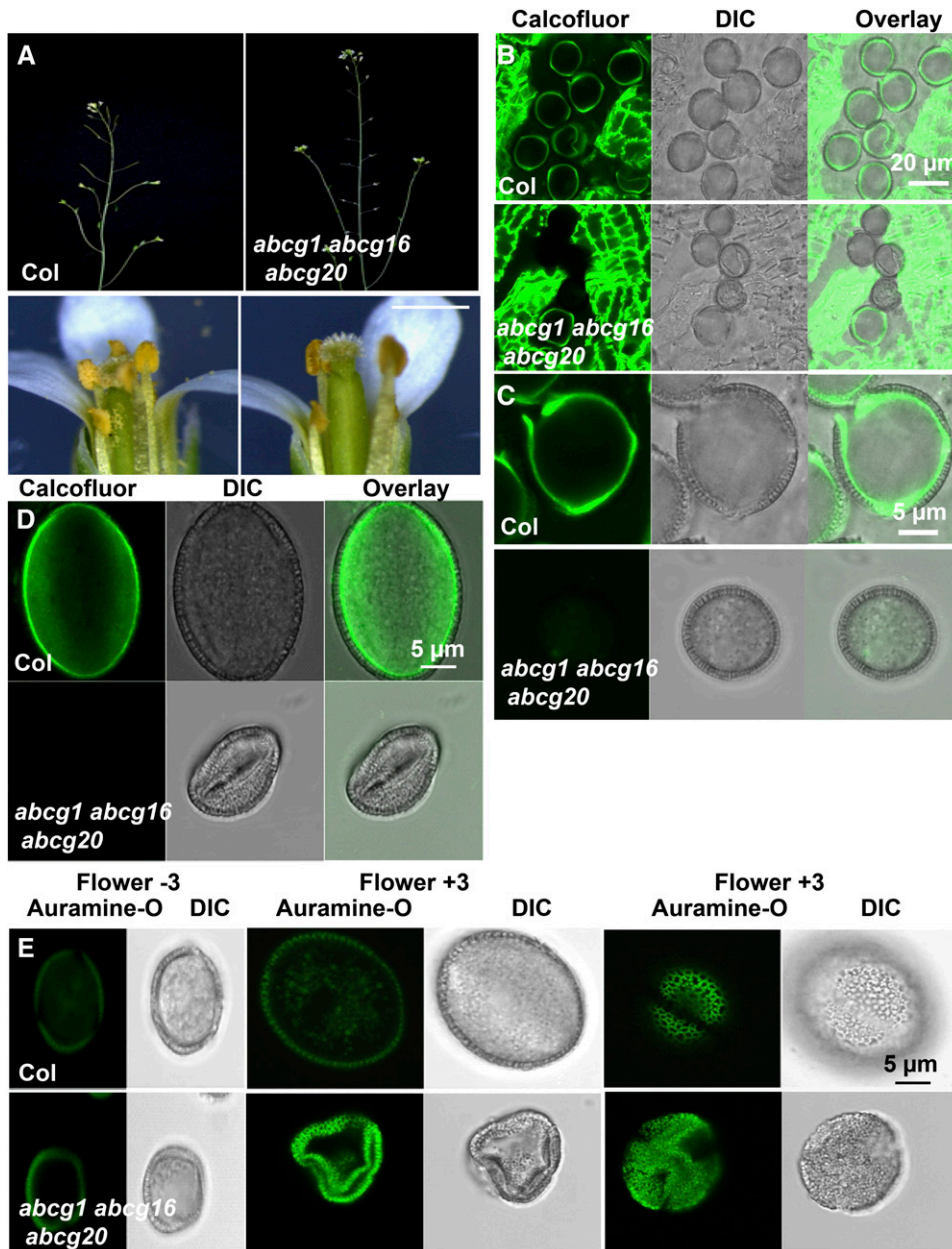 A
Col
abcg1 abcg16
abcg20
Calcofluor DIC Overlay
B
Col
20 µm
abcg1 abcg16
abcg20
C
Col
5 µm
abcg1 abcg16
abcg20
Calcofluor DIC Overlay
D
Col
5 µm
abcg1 abcg16
abcg20
Flower -3 Flower +3 Flower +3
Auramine-O DIC Auramine-O DIC Auramine-O DIC
E
Col
5 µm
abcg1 abcg16
abcg20